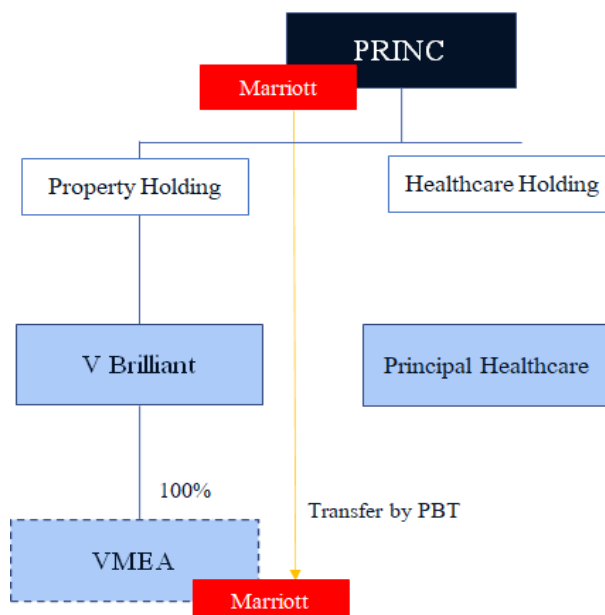 PRINC
Marriott
Property Holding
Healthcare Holding
V Brilliant
Principal Healthcare
100%
Transfer by PBT
VMEA
Marriott